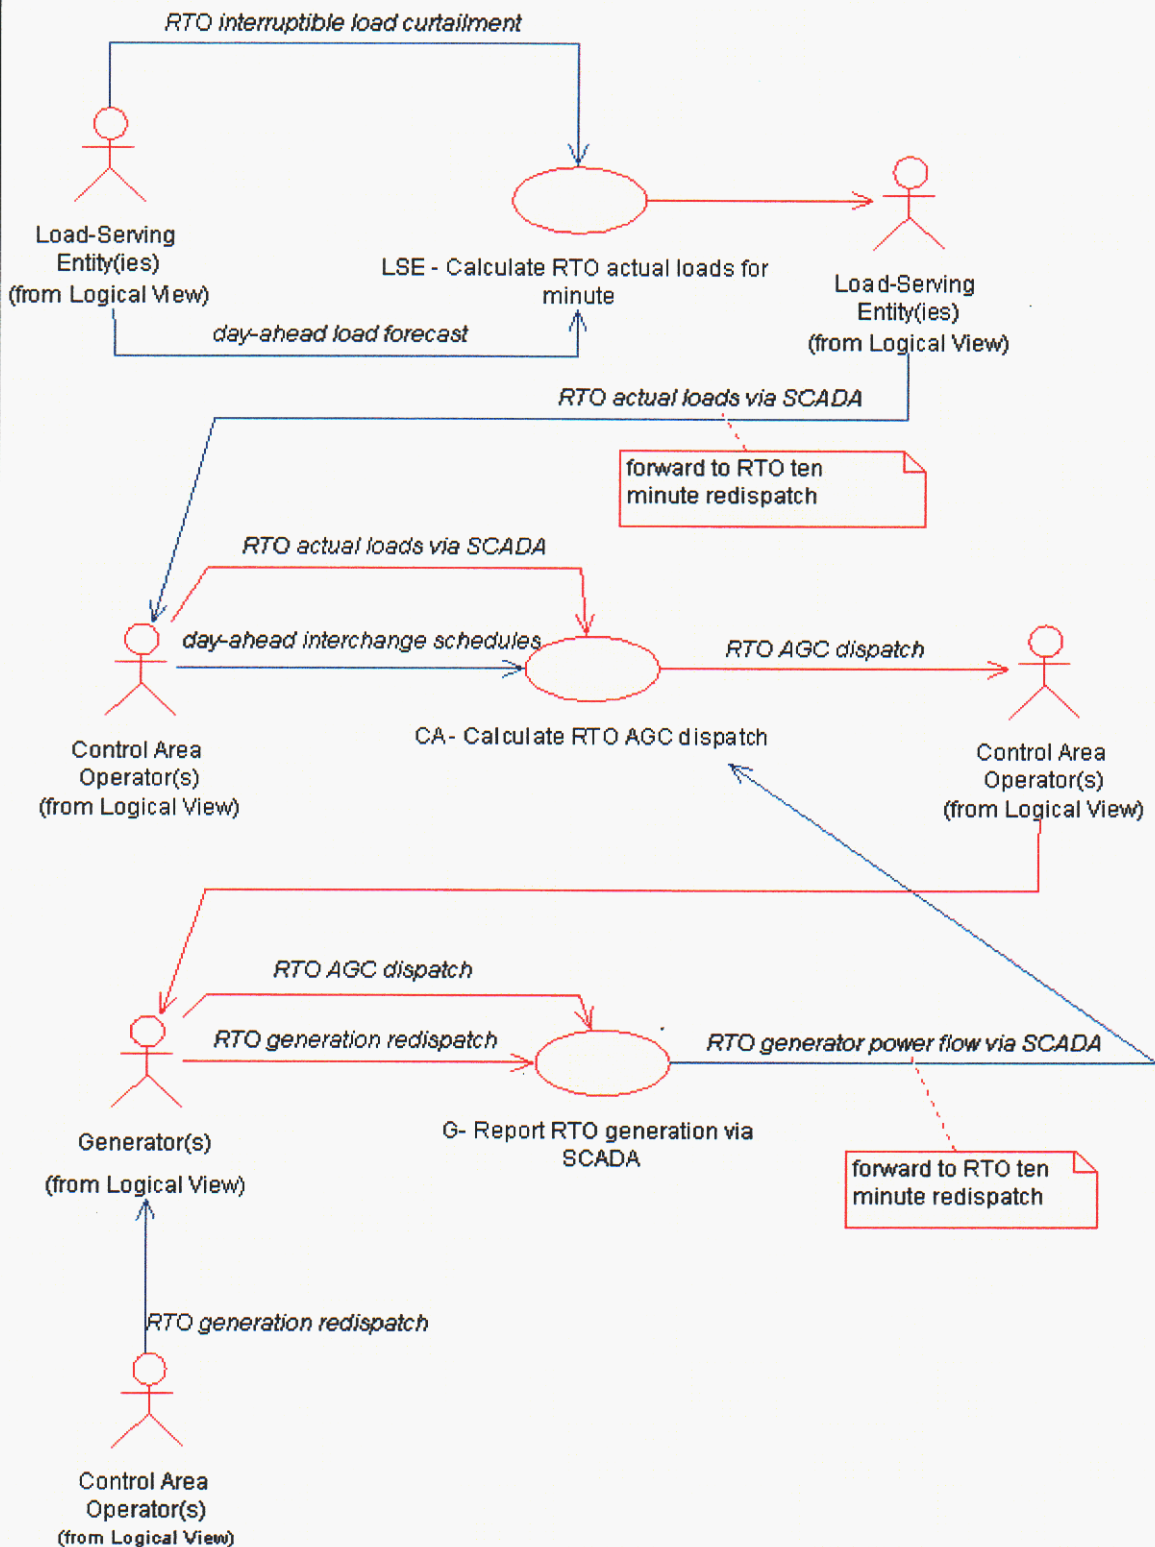 RTO interruptible load curtailment
Load-Serving
Entity(ies)
(from Logical View)
LSE - Calculate RTO actual loads for
minute
Load-Serving
Entity(ies)
(from Logical View)
day-ahead load forecast
RTO actual loads via SCADA
forward to RTO ten
minute redispatch
RTO actual loads via SCADA
day-ahead interchange schedules
RTO AGC dispatch
Control Area
Operator(s)
(from Logical View)
CA- Calculate RTO AGC dispatch
Control Area
Operator(s)
(from Logical View)
RTO AGC dispatch
RTO generation redispatch
RTO generator power flow via SCADA
Generator(s)
(from Logical View)
G- Report RTO generation via
SCADA
forward to RTO ten
minute redispatch
RTO generation redispatch
Control Area
Operator(s)
(from Logical View)